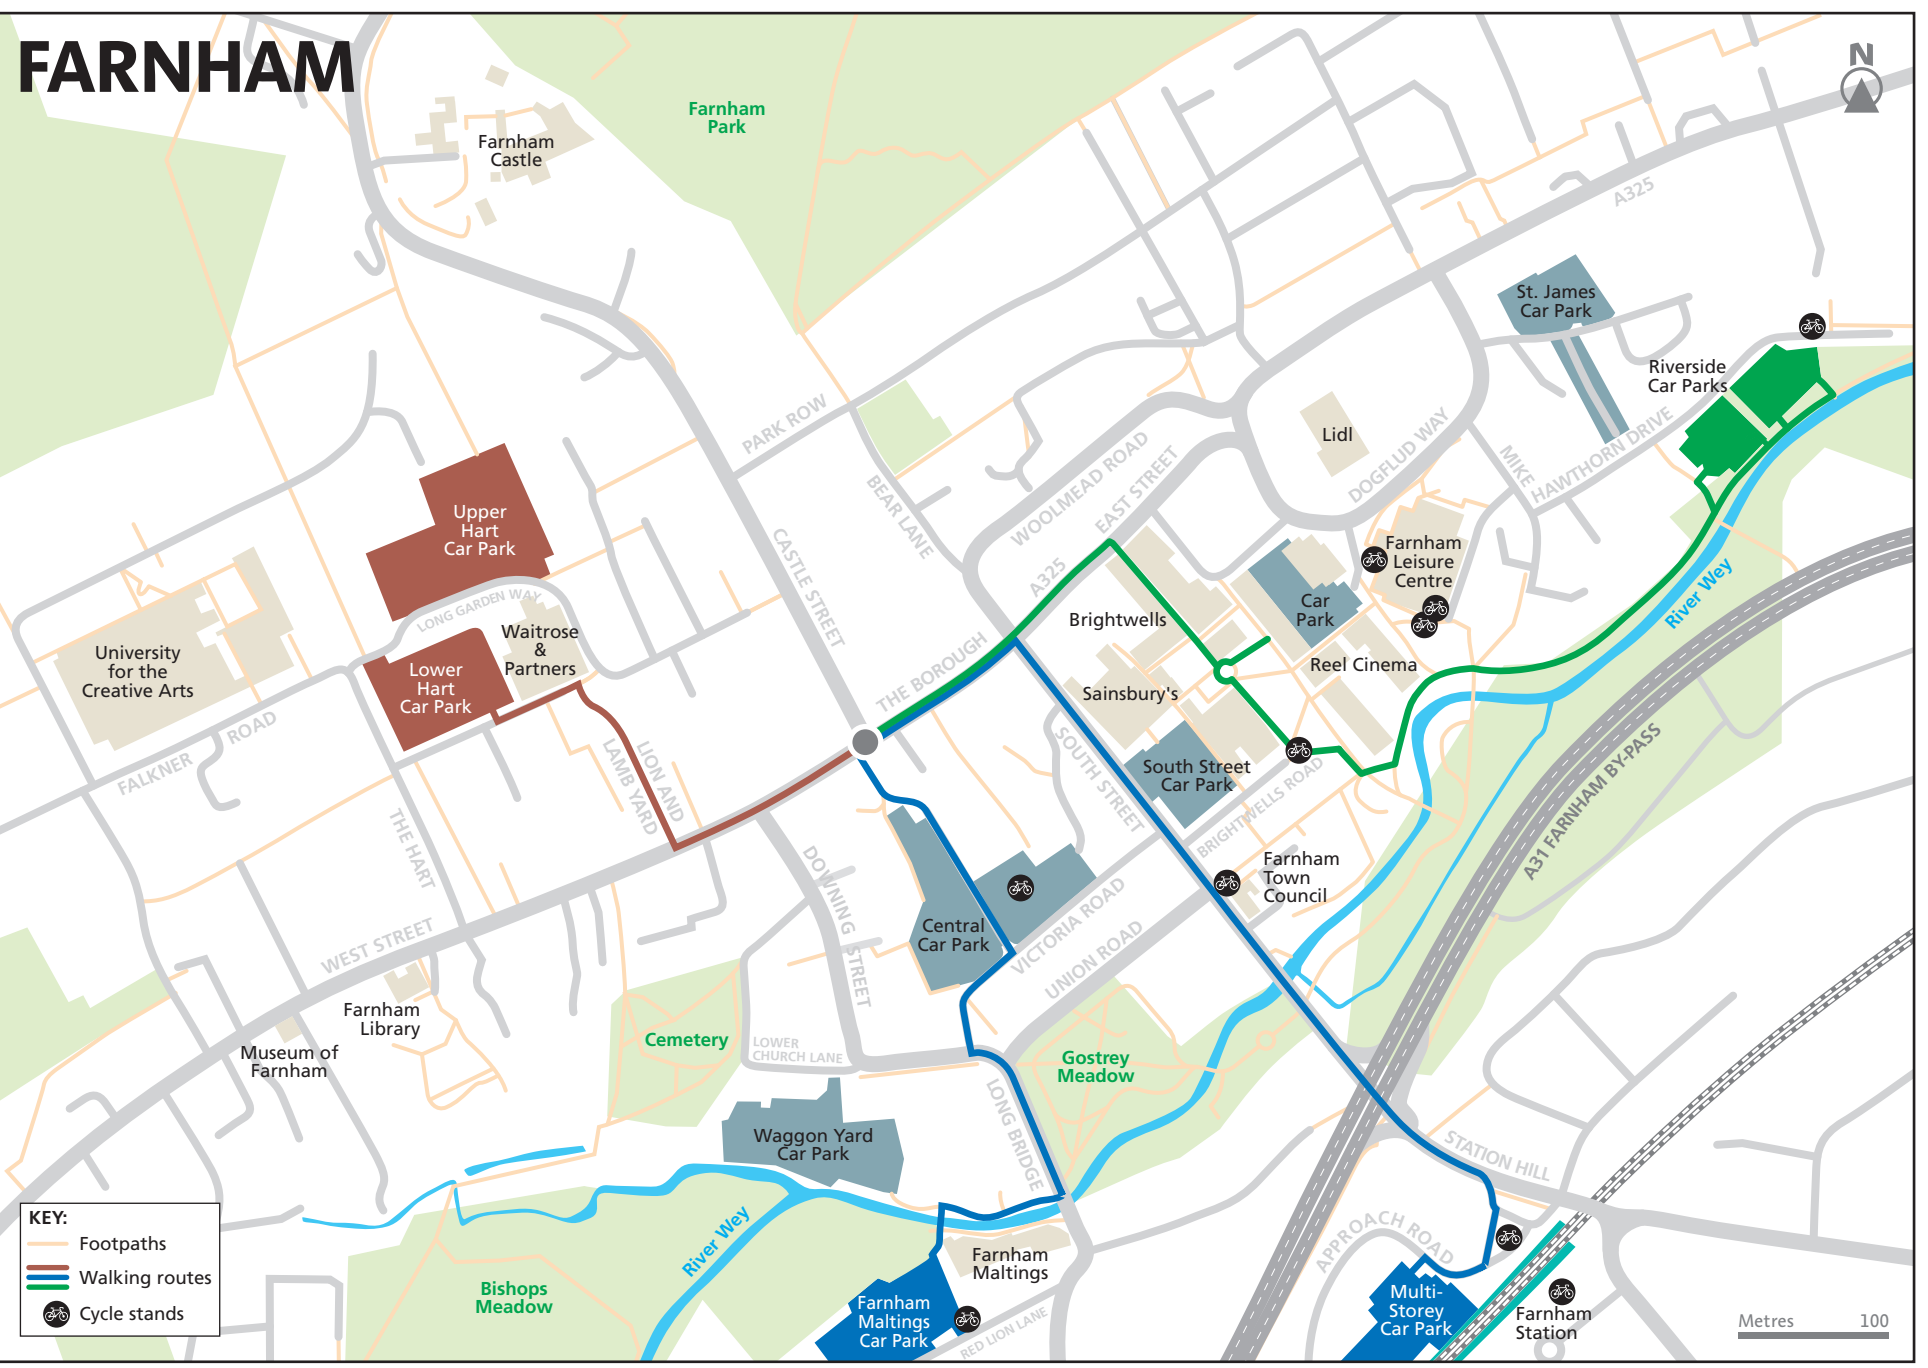 FARNHAM
N
Farnham
Park
Farnham
Castle
A325
St. James
Car Park
Riverside
Car Parks
PARK ROW
Lidl
WOOLMEAD ROAD
EAST STREET
DOGFLUD WAY
MIKE
HAWTHORN DRIVE
BEAR LANE
Upper
Hart
Car Park
CASTLE STREET
A325
Farnham
Leisure
Centre
River Wey
LONG GARDEN WAY
Waitrose
&
Partners
Car
Park
Brightwells
University
for the
Creative Arts
Lower
Hart
Car Park
THE BOROUGH
Reel Cinema
Sainsbury's
FALKNER ROAD
LION AND
LAMB YARD
SOUTH STREET
South Street
Car Park
BRIGHTWELLS ROAD
A31 FARNHAM BY-PASS
THE HART
DOWNING STREET
Farnham
Town
Council
WEST STREET
Central
Car Park
VICTORIA ROAD
UNION ROAD
Farnham
Library
Museum of
Farnham
Cemetery
LOWER
CHURCH LANE
Gostrey
Meadow
LONG BRIDGE
Waggon Yard
Car Park
STATION HILL
APPROACH ROAD
River Wey
Farnham
Maltings
Bishops
Meadow
Farnham
Maltings
Car Park
RED LION LANE
Multi-
Storey
Car Park
Farnham
Station
KEY:
Footpaths
Walking routes
Cycle stands
Metres 100